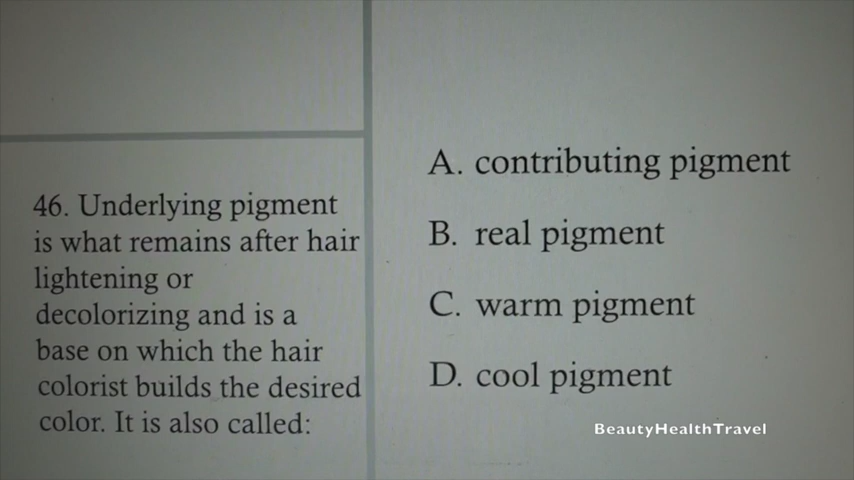 46. Underlying pigment
is what remains after hair
lightening or
decolorizing and is a
base on which the hair
colorist builds the desired
color. It is also called:
A. contributing pigment
B. real pigment
C. warm pigment
D. cool pigment
BeautyHealthTravel